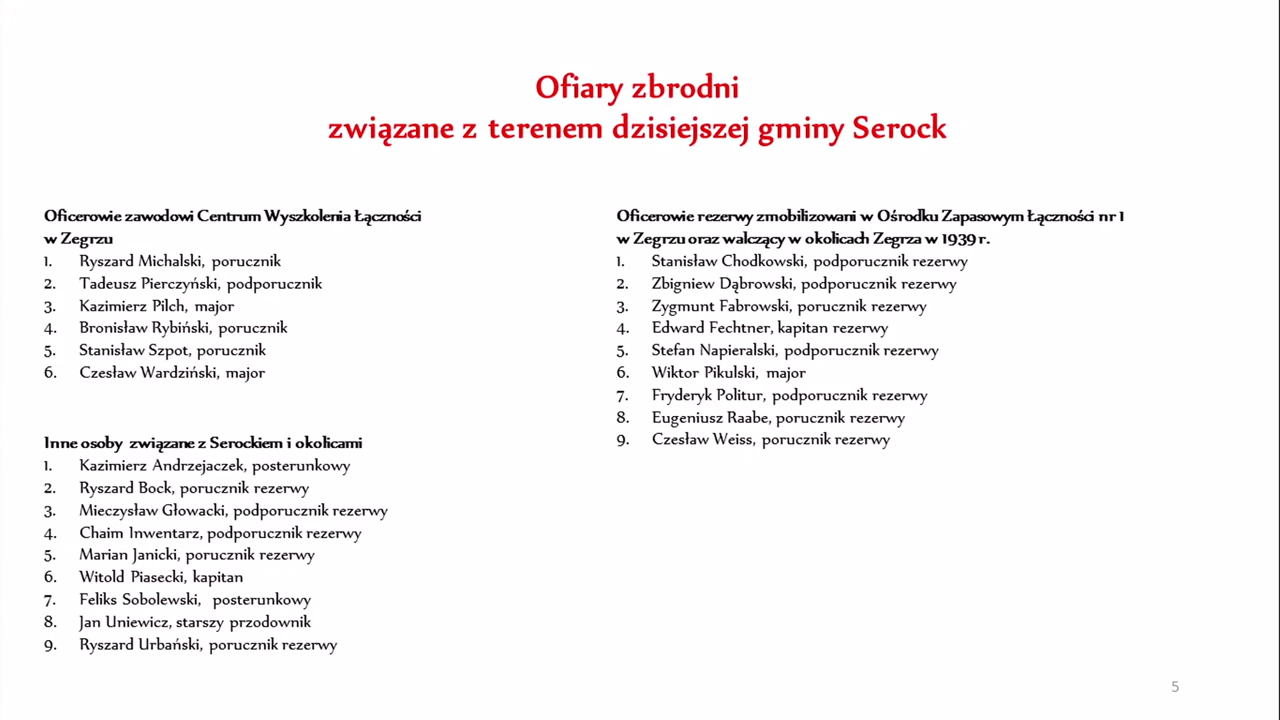 Ofiary zbrodni
związane z terenem dzisiejszej gminy Serock
Oficerowie zawodowi Centrum Wyszkolenia Łączności
w Zegrzu
1. Ryszard Michalski, porucznik
2. Tadeusz Pierczyński, podporucznik
3. Kazimierz Pilch, major
4. Bronisław Rybiński, porucznik
5. Stanisław Szpot, porucznik
6. Czesław Wardziński, major
Inne osoby związane z Serockiem i okolicami
1. Kazimierz Andrzejaczek, posterunkowy
2. Ryszard Bock, porucznik rezerwy
3. Mieczysław Głowacki, podporucznik rezerwy
4. Chaim Inwentarz, podporucznik rezerwy
5. Marian Janicki, porucznik rezerwy
6. Witold Piasecki, kapitan
7. Feliks Sobolewski, posterunkowy
8. Jan Uniewicz, starszy przodownik
9. Ryszard Urbański, porucznik rezerwy
Oficerowie rezerwy zmobilizowani w Ośrodku Zapasowym Łączności nr 1
w Zegrzu oraz walczący w okolicach Zegrza w 1939 r.
1. Stanisław Chodkowski, podporucznik rezerwy
2. Zbigniew Dąbrowski, podporucznik rezerwy
3. Zygmunt Fabrowski, porucznik rezerwy
4. Edward Fechtner, kapitan rezerwy
5. Stefan Napieralski, podporucznik rezerwy
6. Wiktor Pikulski, major
7. Fryderyk Politur, podporucznik rezerwy
8. Eugeniusz Raabe, porucznik rezerwy
9. Czesław Weiss, porucznik rezerwy
5